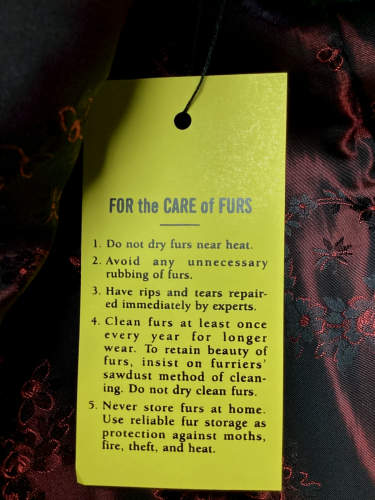 FOR the CARE of FURS
1. Do not dry furs near heat.
2. Avoid any unnecessary
rubbing of furs.
3. Have rips and tears repair-
ed immediately by experts.
4. Clean furs at least once
every year for longer
wear. To retain beauty of
furs, insist on furriers'
sawdust method of clean-
ing. Do not dry clean furs.
5. Never store furs at home.
Use reliable fur storage as
protection against moths,
fire, theft, and heat.